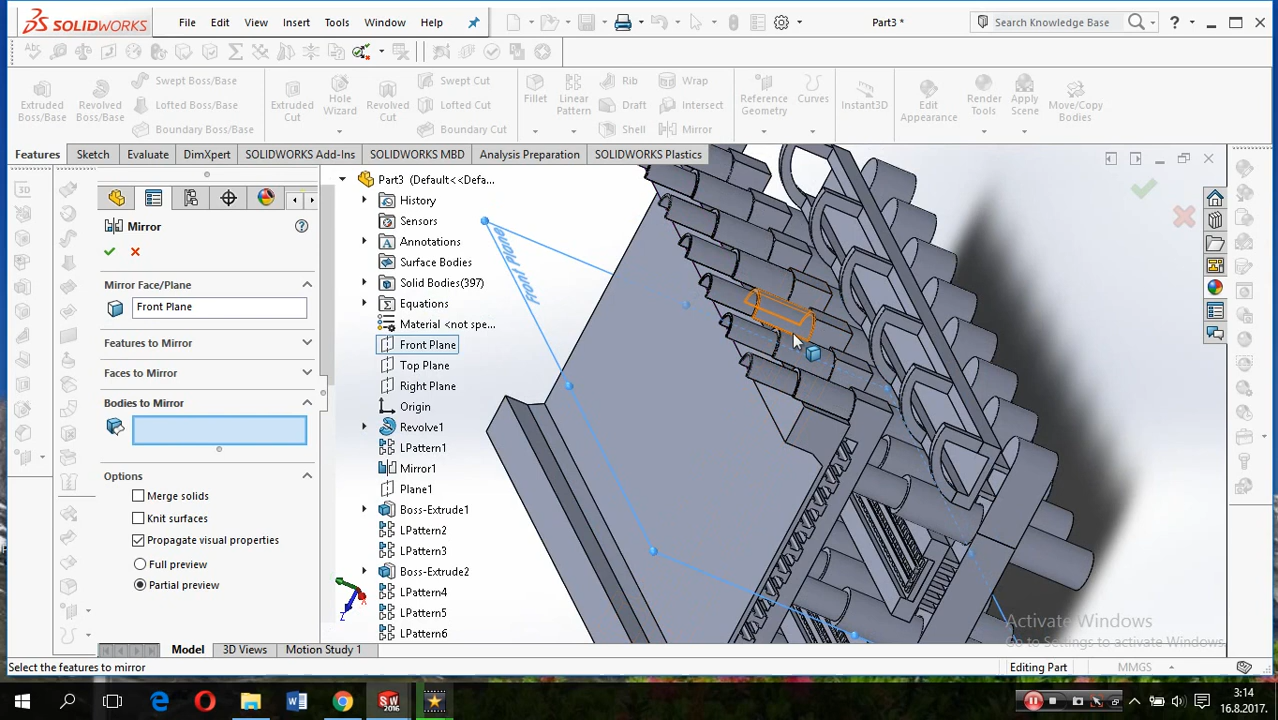 SOLIDWORKS File Edit View Insert Tools Window Help Part3 * Search Knowledge Base ?
Extruded Boss/Base
Revolved Boss/Base
Swept Boss/Base
Lofted Boss/Base
Boundary Boss/Base
Extruded Cut
Hole Wizard
Revolved Cut
Swept Cut
Lofted Cut
Boundary Cut
Fillet
Linear Pattern
Rib
Draft
Shell
Wrap
Intersect
Mirror
Reference Geometry
Curves
Instant3D
Edit Appearance
Render Tools
Apply Scene
Move/Copy Bodies
Features Sketch Evaluate DimXpert SOLIDWORKS Add-Ins SOLIDWORKS MBD Analysis Preparation SOLIDWORKS Plastics
Mirror
Mirror Face/Plane
Front Plane
Features to Mirror
Faces to Mirror
Bodies to Mirror
Options
Merge solids
Knit surfaces
Propagate visual properties
Full preview
Partial preview
Part3 (Default<<Defa...
History
Sensors
Annotations
Surface Bodies
Solid Bodies(397)
Equations
Material <not spe...
Front Plane
Top Plane
Right Plane
Origin
Revolve1
LPattern1
Mirror1
Plane1
Boss-Extrude1
LPattern2
LPattern3
Boss-Extrude2
LPattern4
LPattern5
LPattern6
Front Plane
Z
Activate Windows
Go to Settings to activate Windows.
Model 3D Views Motion Study 1
Select the features to mirror Editing Part MMGS
SW 2016
3:14
16.8.2017.